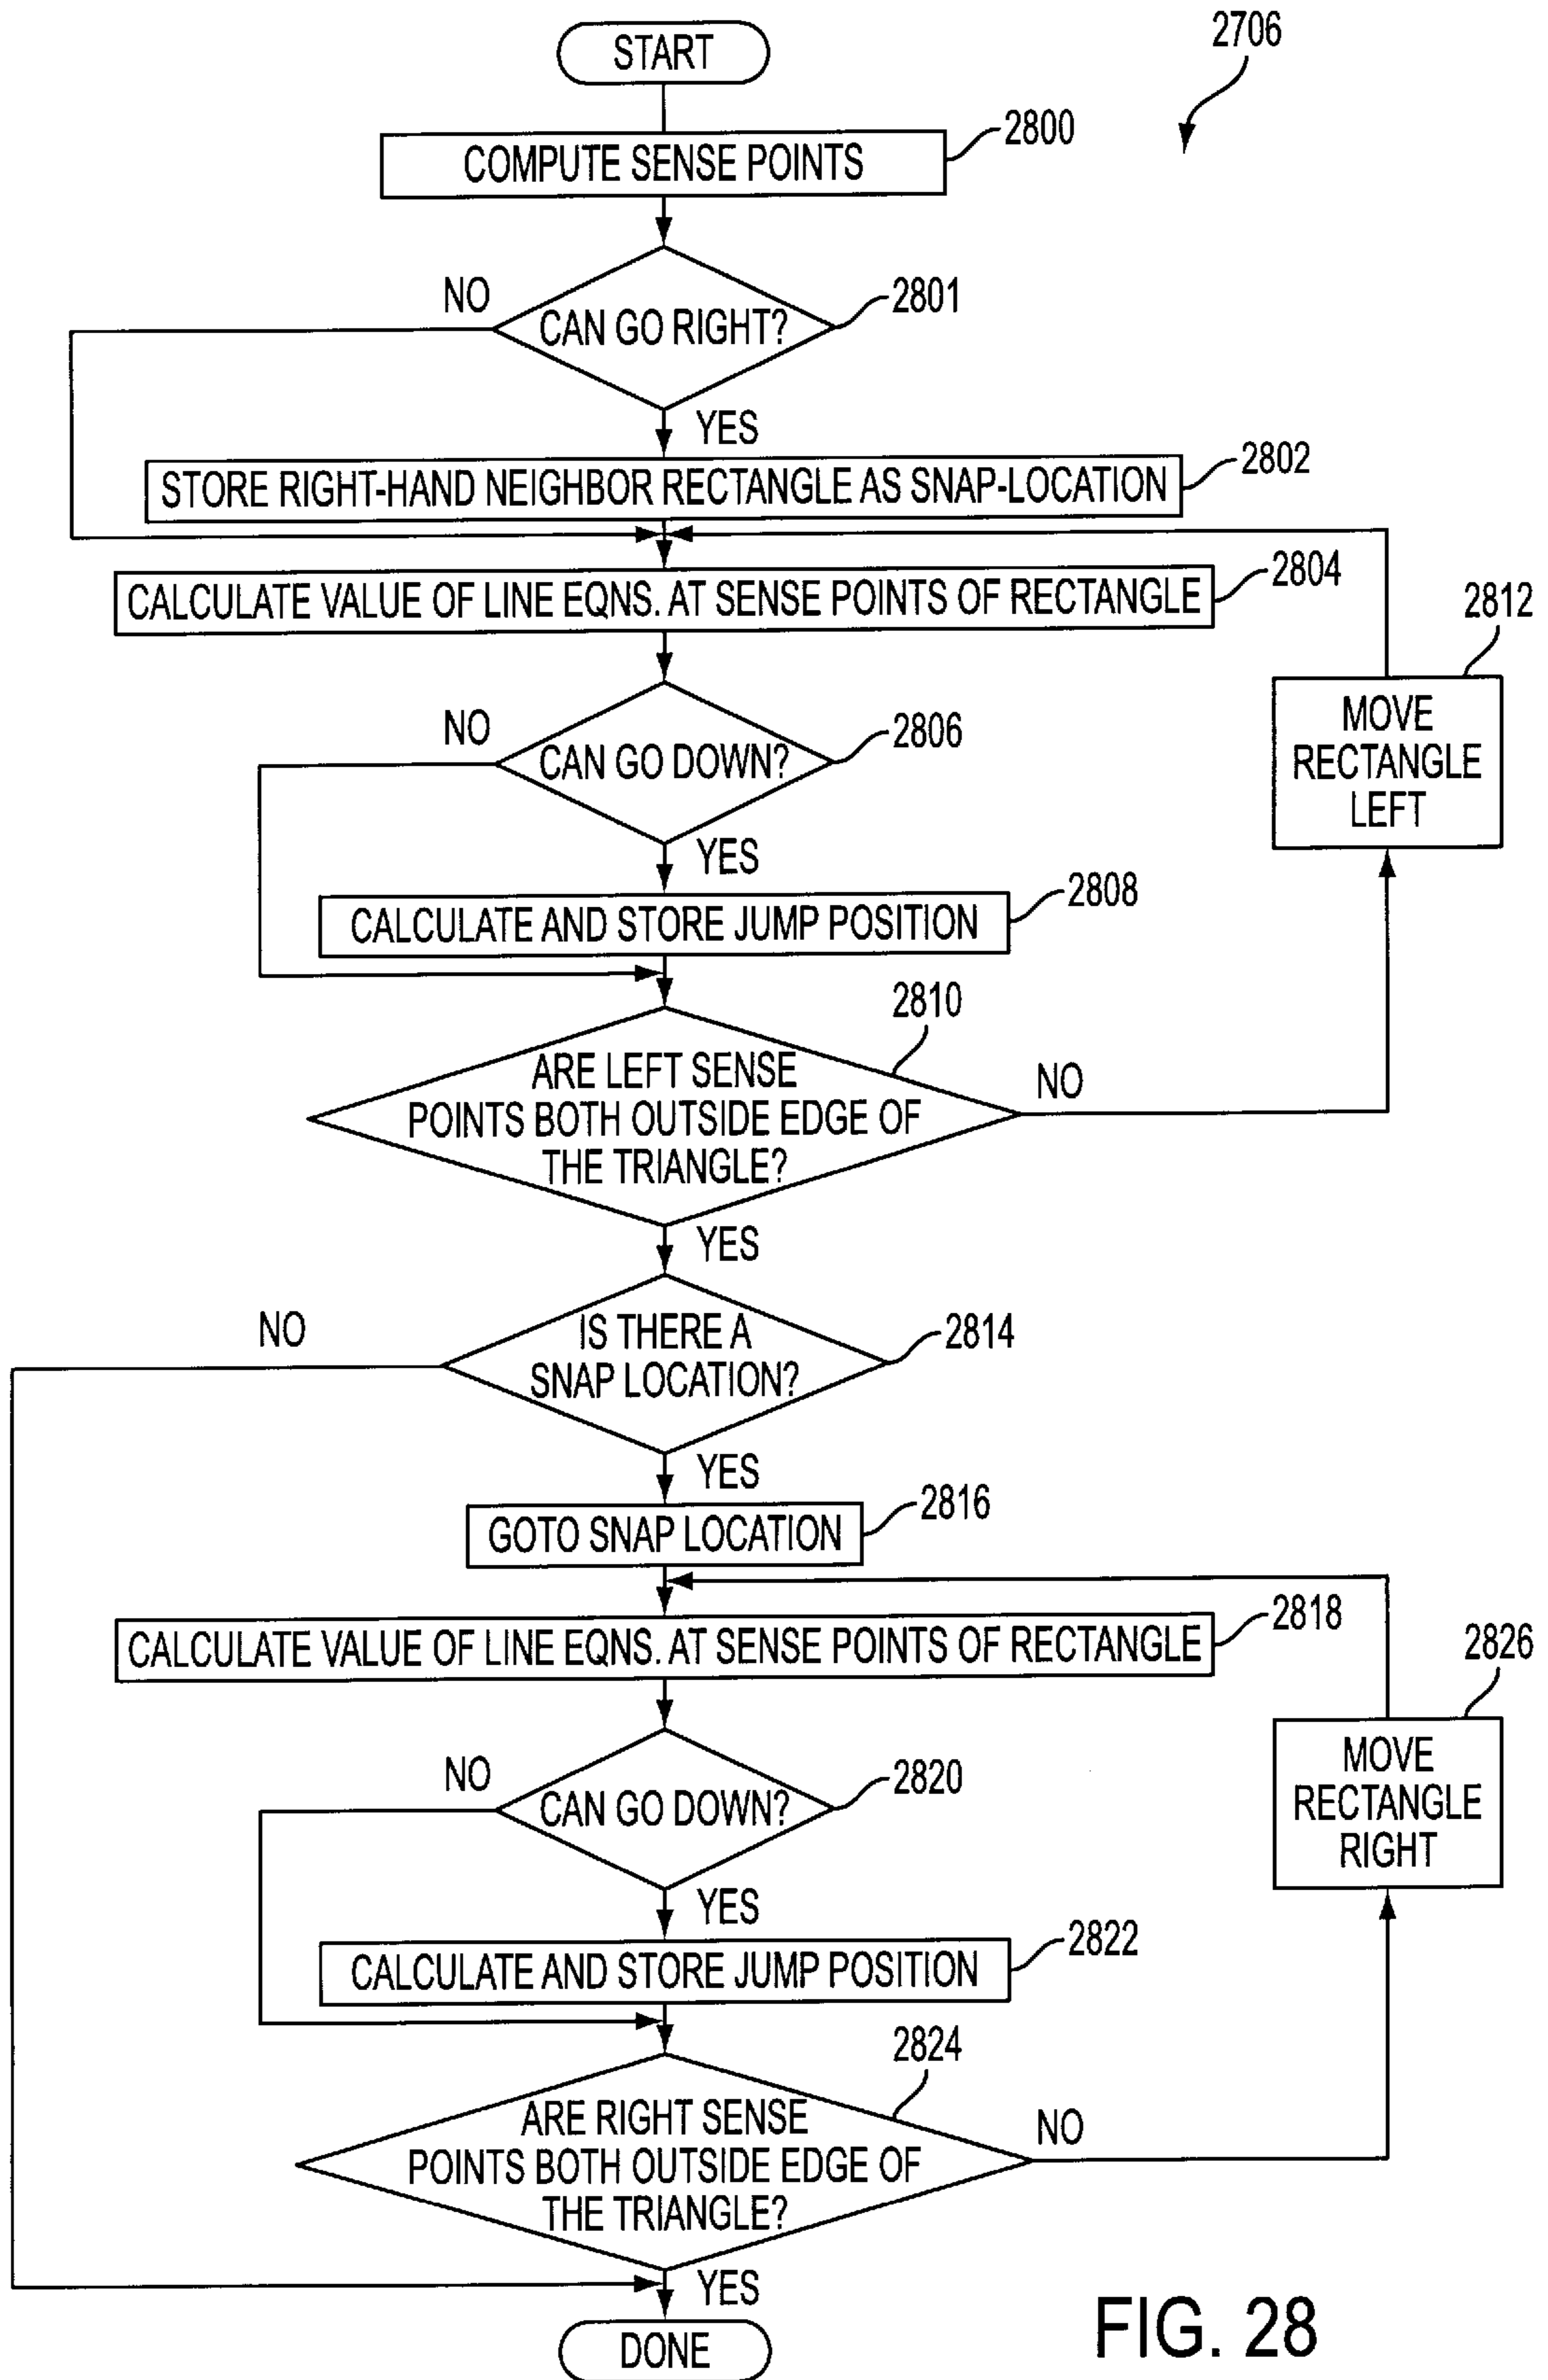 START
2706
COMPUTE SENSE POINTS
2800
NO
CAN GO RIGHT?
2801
YES
STORE RIGHT-HAND NEIGHBOR RECTANGLE AS SNAP-LOCATION
2802
CALCULATE VALUE OF LINE EQNS. AT SENSE POINTS OF RECTANGLE
2804
2812
MOVE
RECTANGLE
LEFT
NO
CAN GO DOWN?
2806
YES
CALCULATE AND STORE JUMP POSITION
2808
2810
ARE LEFT SENSE
POINTS BOTH OUTSIDE EDGE OF
THE TRIANGLE?
NO
YES
NO
IS THERE A
SNAP LOCATION?
2814
YES
GOTO SNAP LOCATION
2816
CALCULATE VALUE OF LINE EQNS. AT SENSE POINTS OF RECTANGLE
2818
2826
MOVE
RECTANGLE
RIGHT
NO
CAN GO DOWN?
2820
YES
CALCULATE AND STORE JUMP POSITION
2822
2824
ARE RIGHT SENSE
POINTS BOTH OUTSIDE EDGE OF
THE TRIANGLE?
NO
YES
DONE
FIG. 28